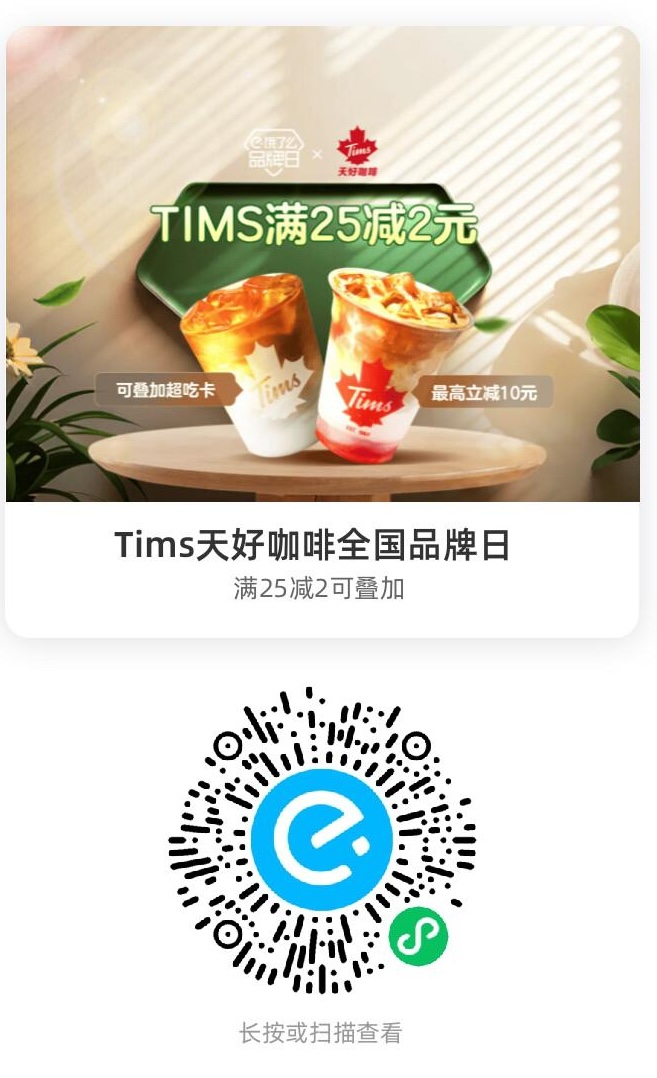 饿了么
品牌日
×
Tims
天好咖啡
TIMS满25减2元
Tims
Tims
可叠加超吃卡
最高立减10元
Tims天好咖啡全国品牌日
满25减2可叠加
长按或扫描查看